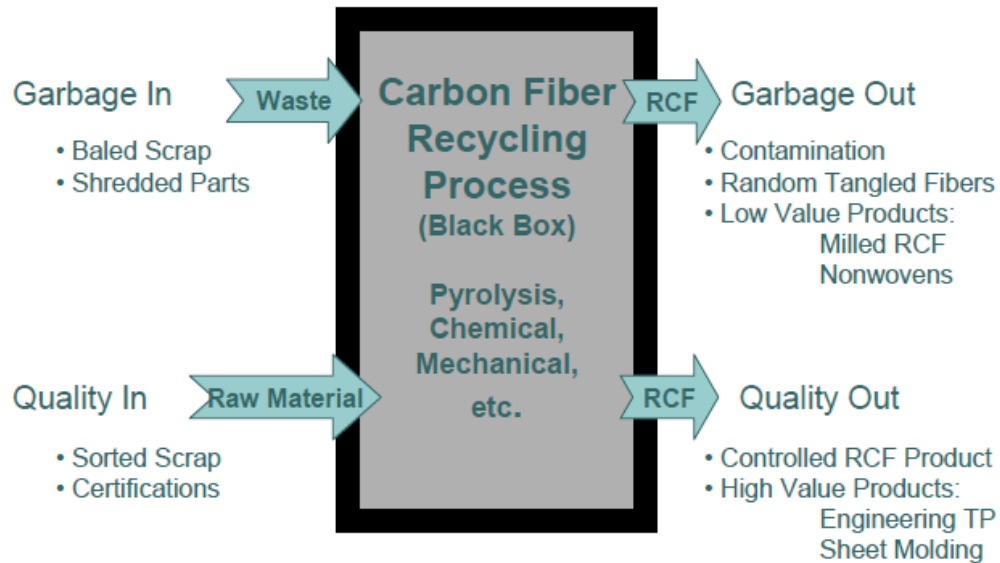 Garbage In
Waste
• Baled Scrap
• Shredded Parts
Carbon Fiber
Recycling
Process
(Black Box)
Pyrolysis,
Chemical,
Mechanical,
etc.
RCF
Garbage Out
• Contamination
• Random Tangled Fibers
• Low Value Products:
Milled RCF
Nonwovens
Quality In
Raw Material
• Sorted Scrap
• Certifications
RCF
Quality Out
• Controlled RCF Product
• High Value Products:
Engineering TP
Sheet Molding